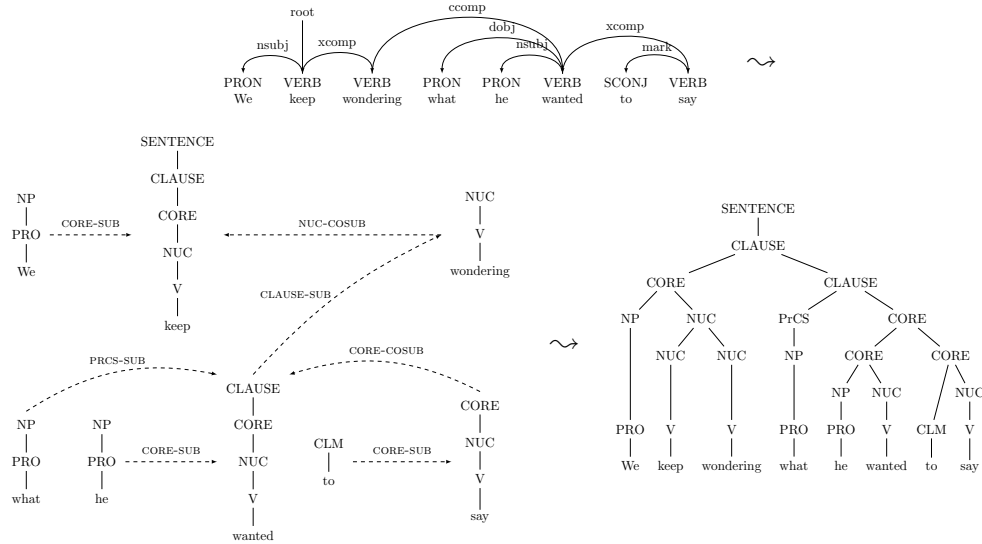 root
ccomp
dobj
nsubj xcomp nsubj xcomp
mark
PRON VERB VERB PRON PRON VERB SCONJ VERB
We keep wondering what he wanted to say
SENTENCE
CLAUSE
CORE
NUC
V
keep
NP
PRO
We
CORE-SUB
NUC-COSUB
NUC
V
wondering
CLAUSE-SUB
PRCS-SUB
CORE-COSUB
NP
PRO
what
NP
PRO
he
CORE-SUB
CLAUSE
CORE
NUC
V
wanted
CLM
to
CORE-SUB
CORE
NUC
V
say
SENTENCE
CLAUSE
CORE CLAUSE
NP NUC PrCS CORE
NUC NUC NP CORE CORE
NP NUC NUC
PRO V V PRO PRO V CLM V
We keep wondering what he wanted to say